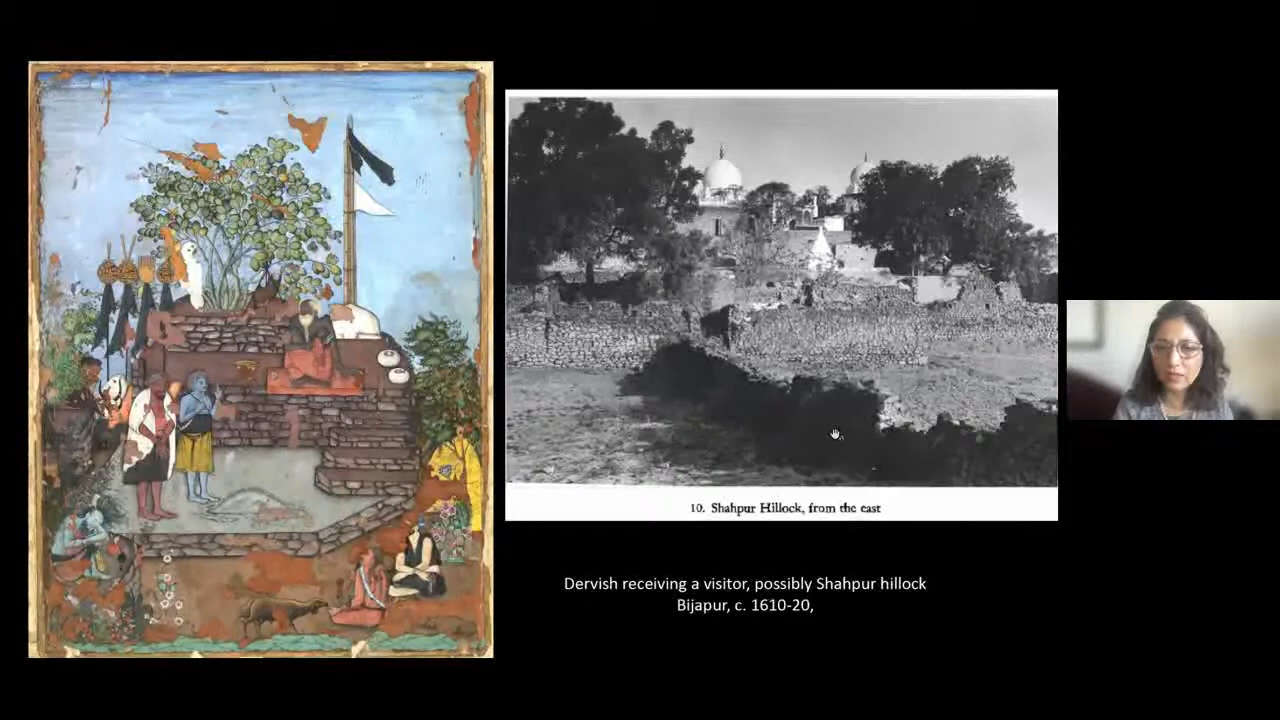 10. Shahpur Hillock, from the east
Dervish receiving a visitor, possibly Shahpur hillock
Bijapur, c. 1610-20,